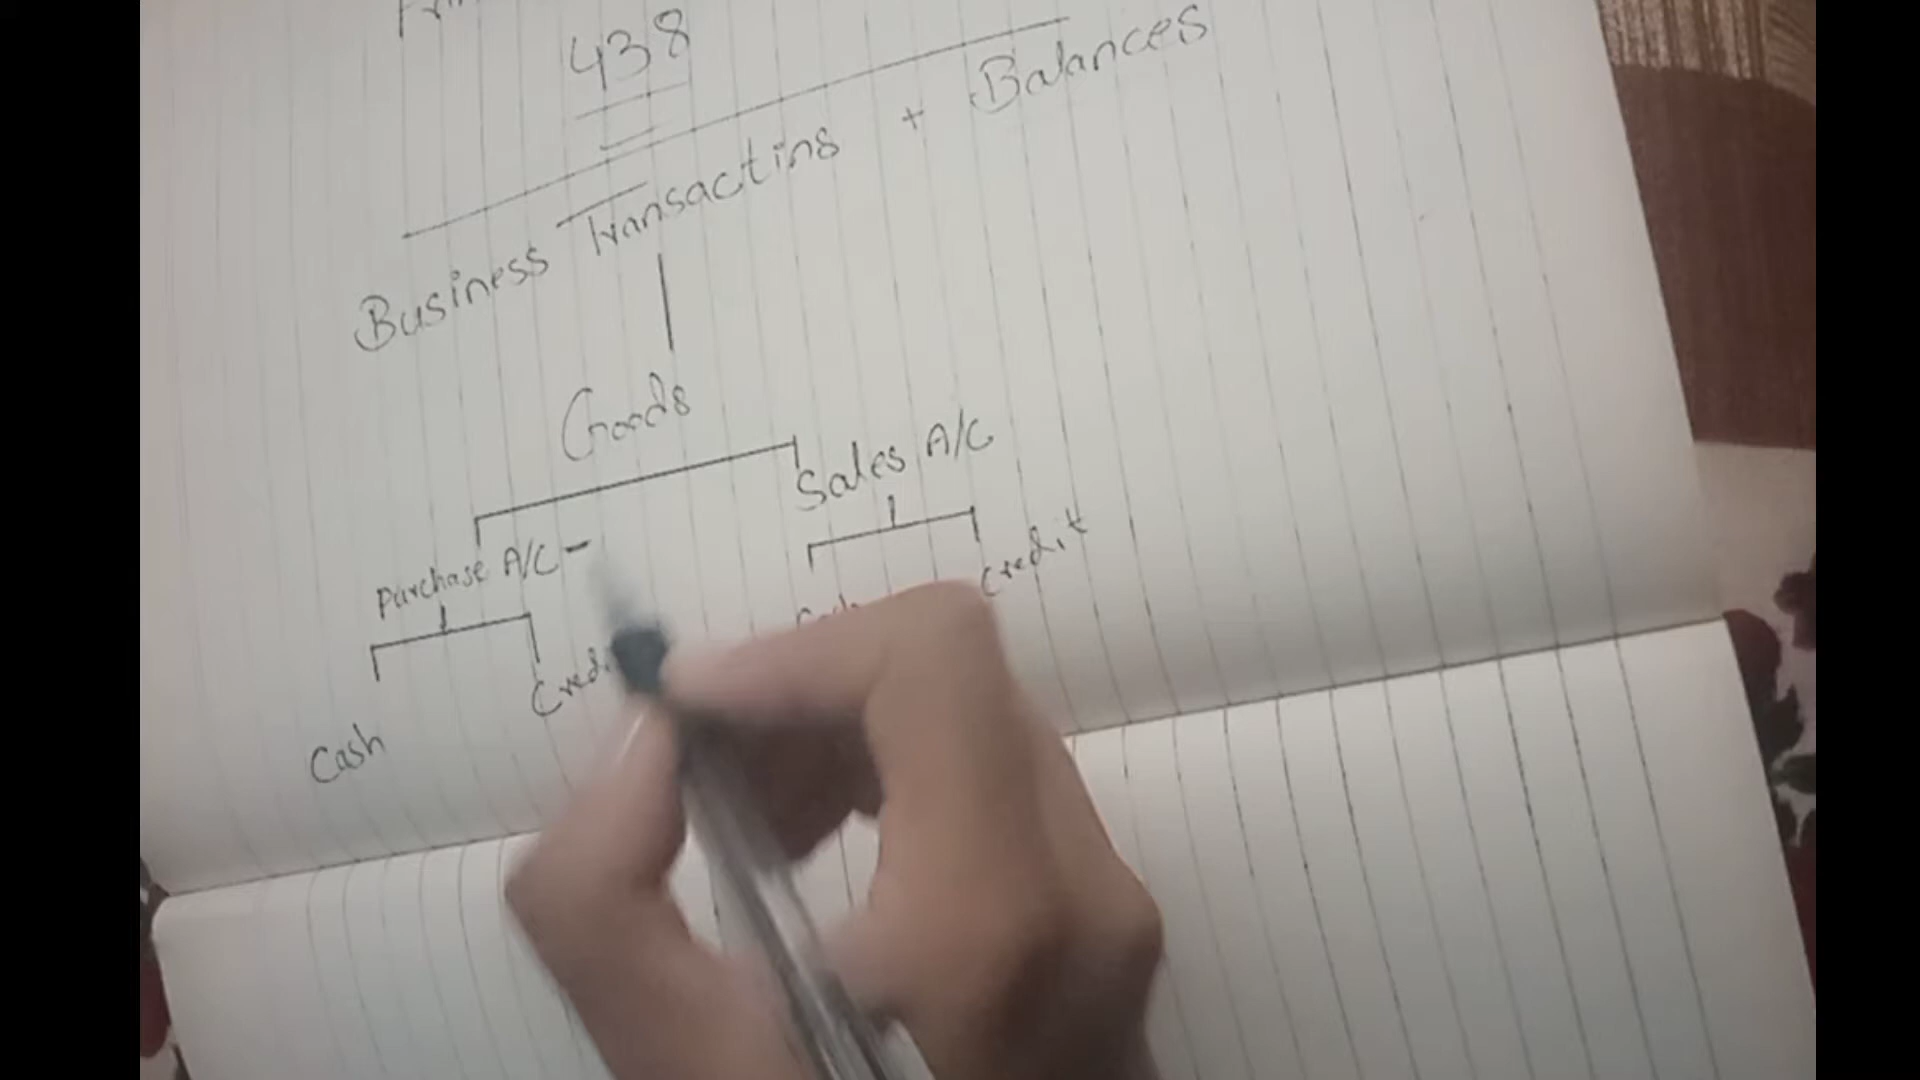 438
Business Transactins + Balances
Goods
Purchase A/C -
Sales A/C
Cash
Credit